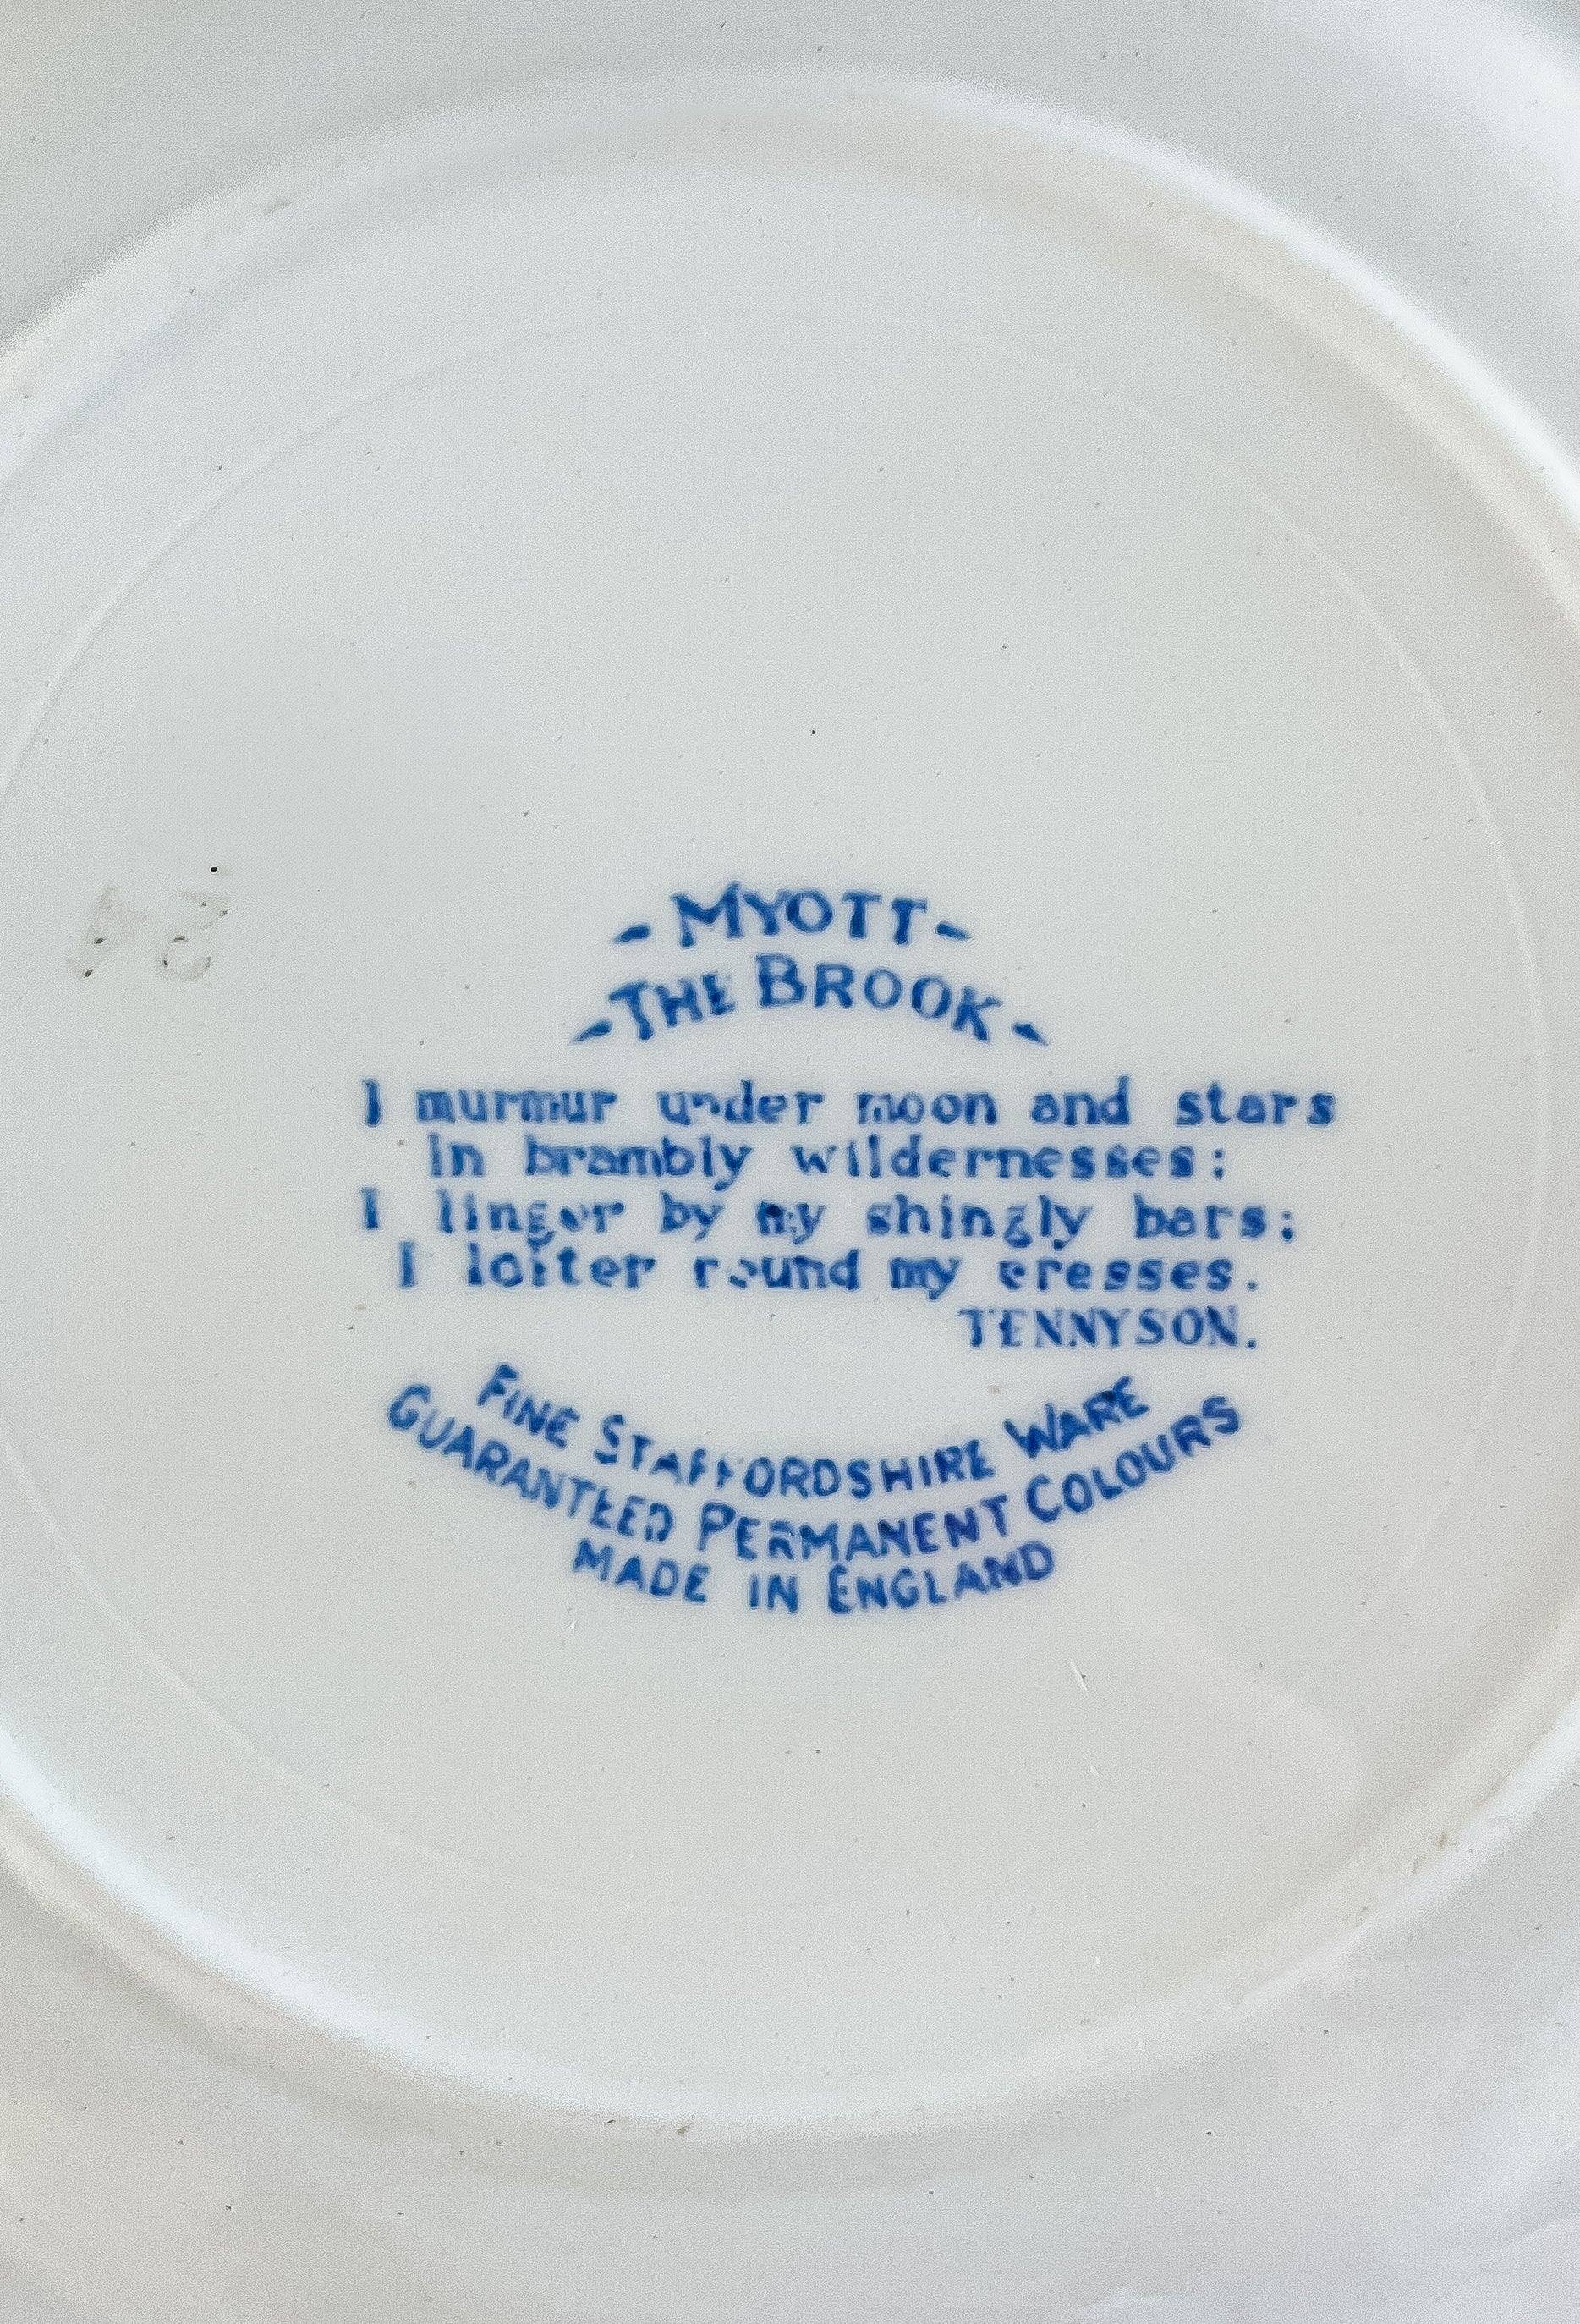 - MYOTT -
- THE BROOK -
I murmur under moon and stars
In brambly wildernesses;
I linger by my shingly bars;
I loiter round my cresses.
TENNYSON.
FINE STAFFORDSHIRE WARE
GUARANTEED PERMANENT COLOURS
MADE IN ENGLAND